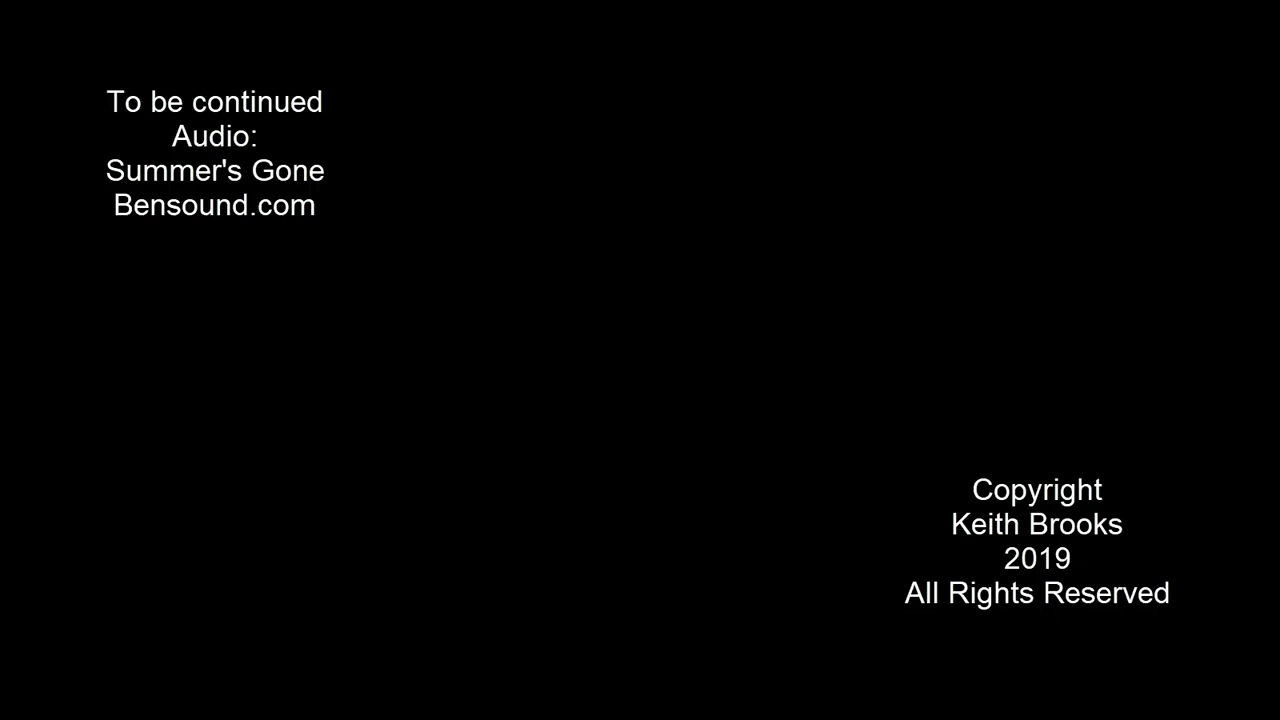 To be continued
Audio:
Summer's Gone
Bensound.com
Copyright
Keith Brooks
2019
All Rights Reserved